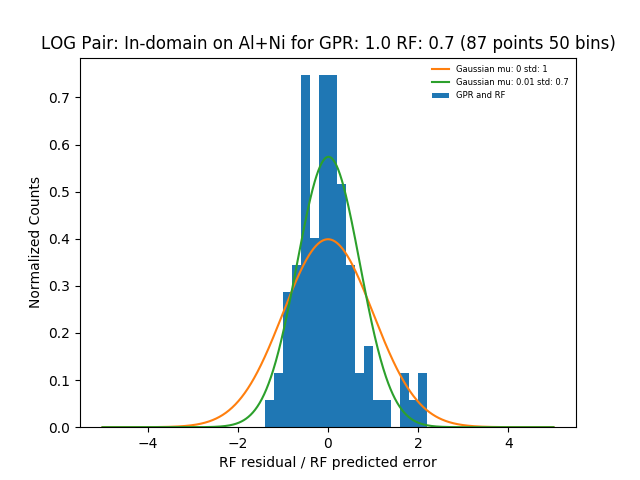 LOG Pair: In-domain on Al+Ni for GPR: 1.0 RF: 0.7 (87 points 50 bins)
Gaussian mu: 0 std: 1
Gaussian mu: 0.01 std: 0.7
GPR and RF
Normalized Counts
0.7
0.6
0.5
0.4
0.3
0.2
0.1
0.0
−4 −2 0 2 4
RF residual / RF predicted error